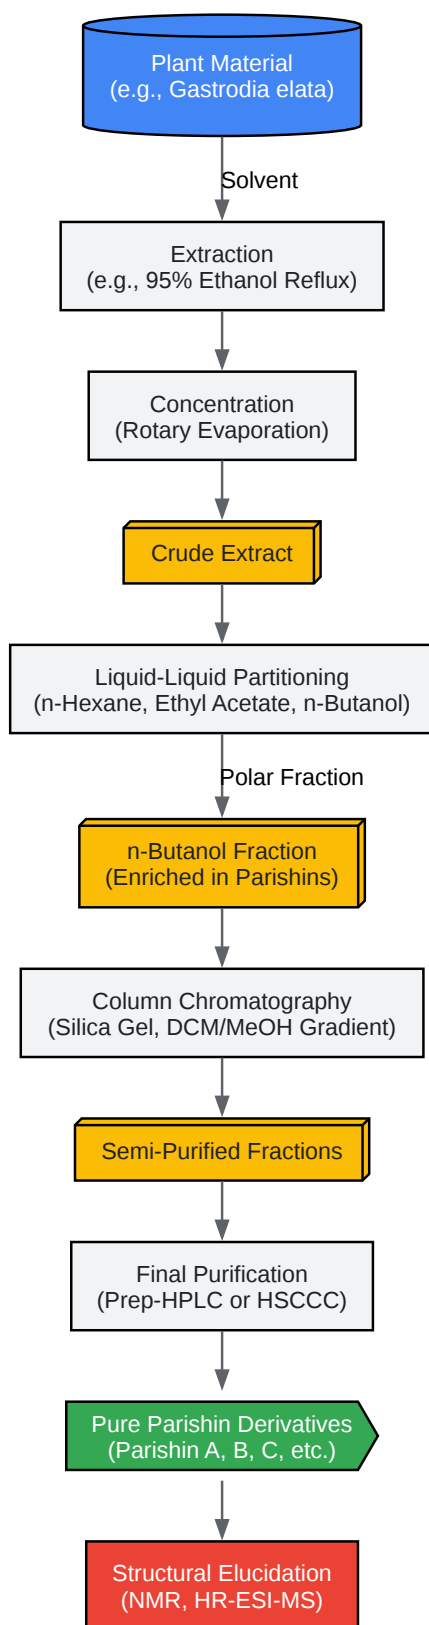 Plant Material
(e.g., Gastrodia elata)
Solvent
Extraction
(e.g., 95% Ethanol Reflux)
Concentration
(Rotary Evaporation)
Crude Extract
Liquid-Liquid Partitioning
(n-Hexane, Ethyl Acetate, n-Butanol)
Polar Fraction
n-Butanol Fraction
(Enriched in Parishins)
Column Chromatography
(Silica Gel, DCM/MeOH Gradient)
Semi-Purified Fractions
Final Purification
(Prep-HPLC or HSCCC)
Pure Parishin Derivatives
(Parishin A, B, C, etc.)
Structural Elucidation
(NMR, HR-ESI-MS)